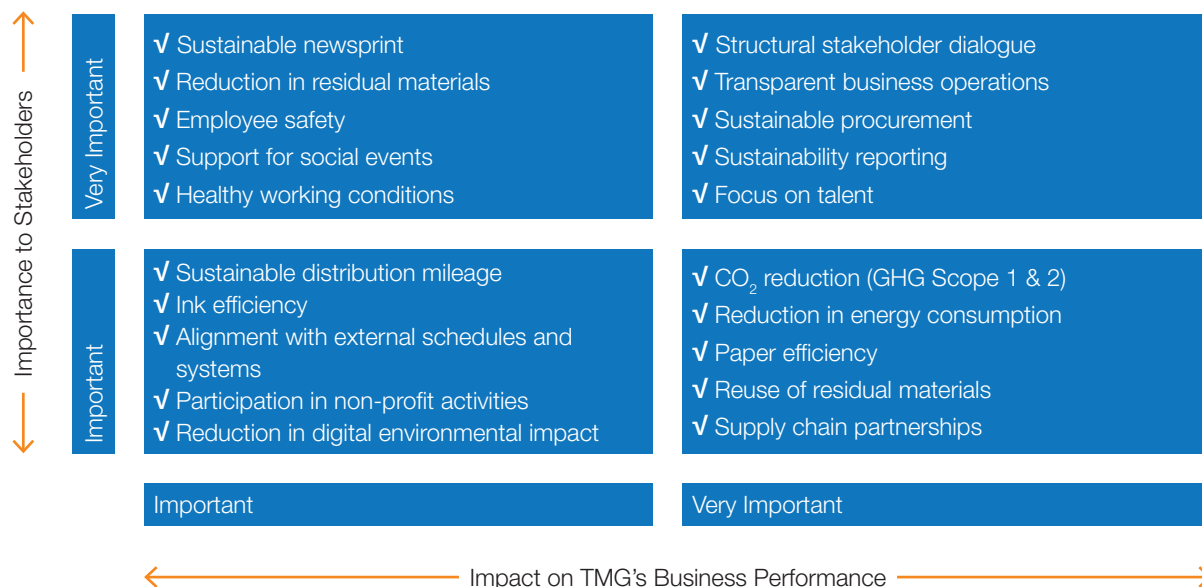 Importance to Stakeholders
Very Important
√ Sustainable newsprint
√ Reduction in residual materials
√ Employee safety
√ Support for social events
√ Healthy working conditions
√ Structural stakeholder dialogue
√ Transparent business operations
√ Sustainable procurement
√ Sustainability reporting
√ Focus on talent
Important
√ Sustainable distribution mileage
√ Ink efficiency
√ Alignment with external schedules and
systems
√ Participation in non-profit activities
√ Reduction in digital environmental impact
√ CO₂ reduction (GHG Scope 1 & 2)
√ Reduction in energy consumption
√ Paper efficiency
√ Reuse of residual materials
√ Supply chain partnerships
Important
Very Important
Impact on TMG's Business Performance